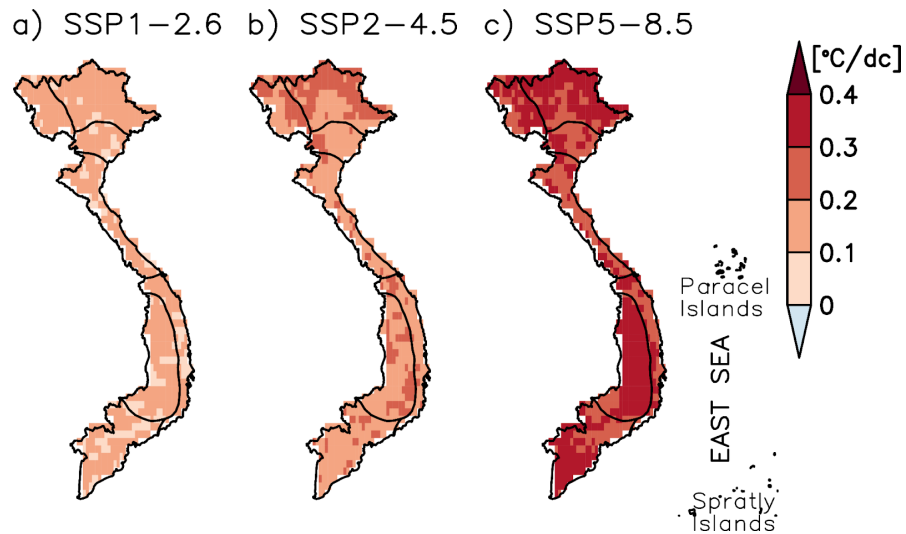 a) SSP1-2.6 b) SSP2-4.5 c) SSP5-8.5
[°C/dc]
0.4
0.3
0.2
0.1
0
Paracel
Islands
EAST SEA
Spratly
Islands